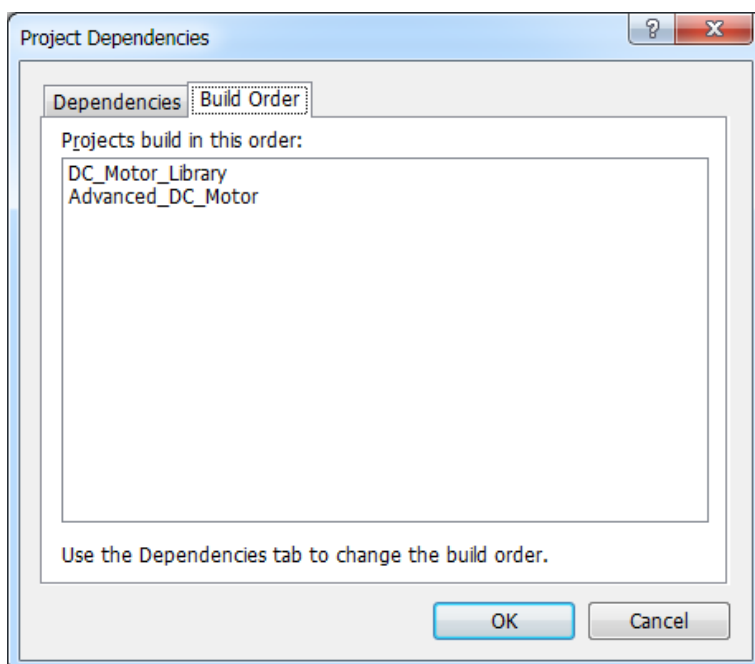 Project Dependencies
Dependencies
Build Order
Projects build in this order:
DC_Motor_Library
Advanced_DC_Motor
Use the Dependencies tab to change the build order.
OK
Cancel